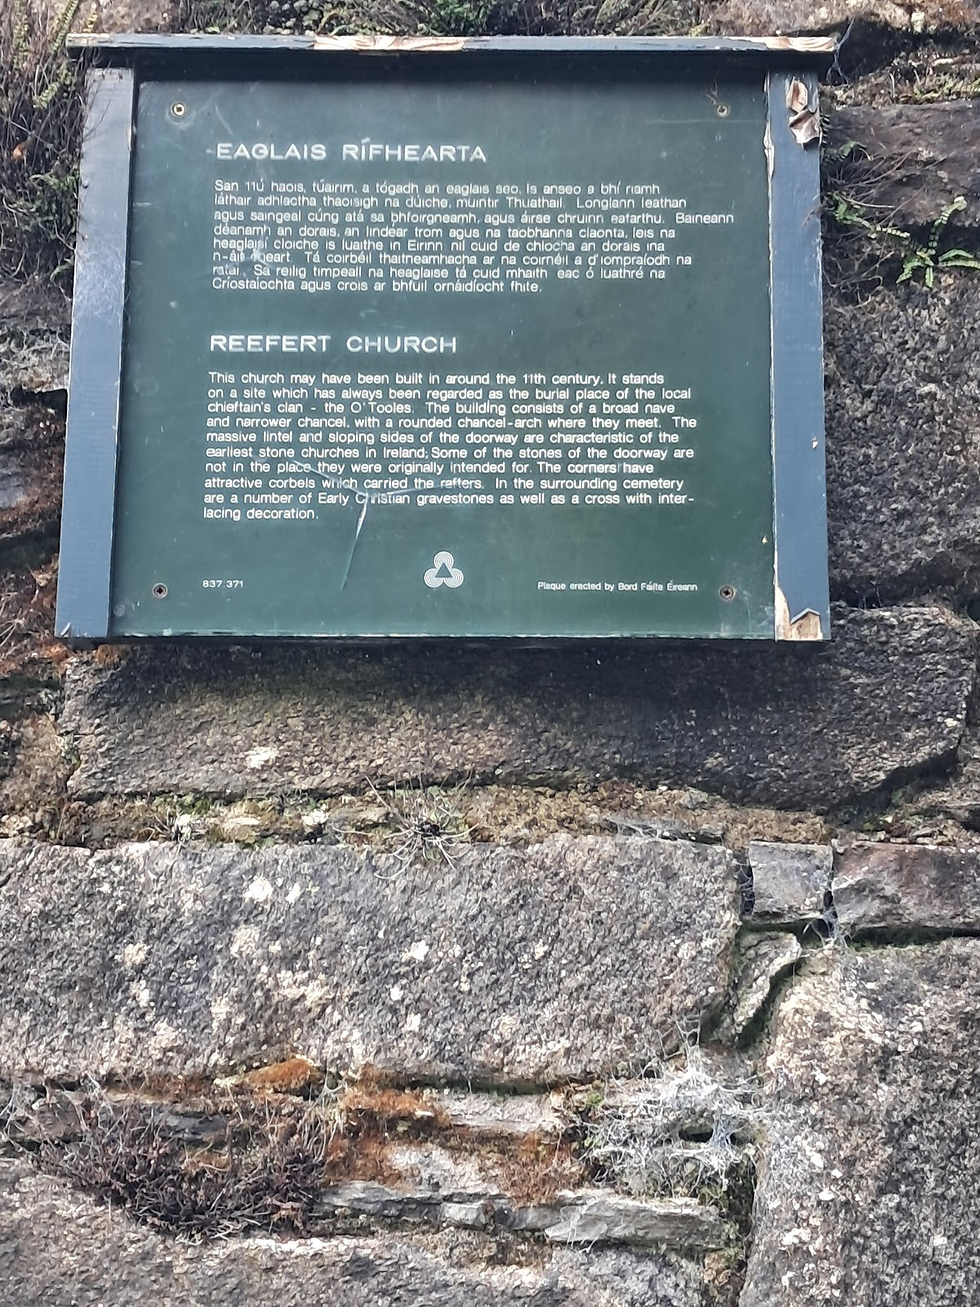 EAGLAIS RÍFHEARTA
San 11ú haois, túairim, a tógadh an eaglais seo. Is anseo a bhí riamh
láthair adhlactha thaoisigh na dúiche, muintir Thuathail. Longlann leathan
agus saingeal cúng atá sa bhfoirgneamh, agus áirse chruinn eatarthu. Baineann
déanamh an dorais, an lindéar trom agus na taobhanna claonta, leis na
heaglaisí cloiche is luaithe in Eirinn níl cuid de chlocha an dorais ina
n-áit Tá coirbéil thaitneamhacha ar na coirnéil a d'iompraíodh na
rataí. Sa reilig timpeall na heaglaise tá cuid mhaith leac ó luathré na
Críostaíochta agus crois ar bhfuil ornáidíocht fhite.
REEFERT CHURCH
This church may have been built in around the 11th century. It stands
on a site which has always been regarded as the burial place of the local
chieftain's clan - the O'Tooles. The building consists of a broad nave
and narrower chancel, with a rounded chancel-arch where they meet. The
massive lintel and sloping sides of the doorway are characteristic of the
earliest stone churches in Ireland; Some of the stones of the doorway are
not in the place they were originally intended for. The corners have
attractive corbels which carried the rafters. In the surrounding cemetery
are a number of Early Christian gravestones as well as a cross with inter-
lacing decoration.
837 371
Plaque erected by Bord Fáilte Éireann